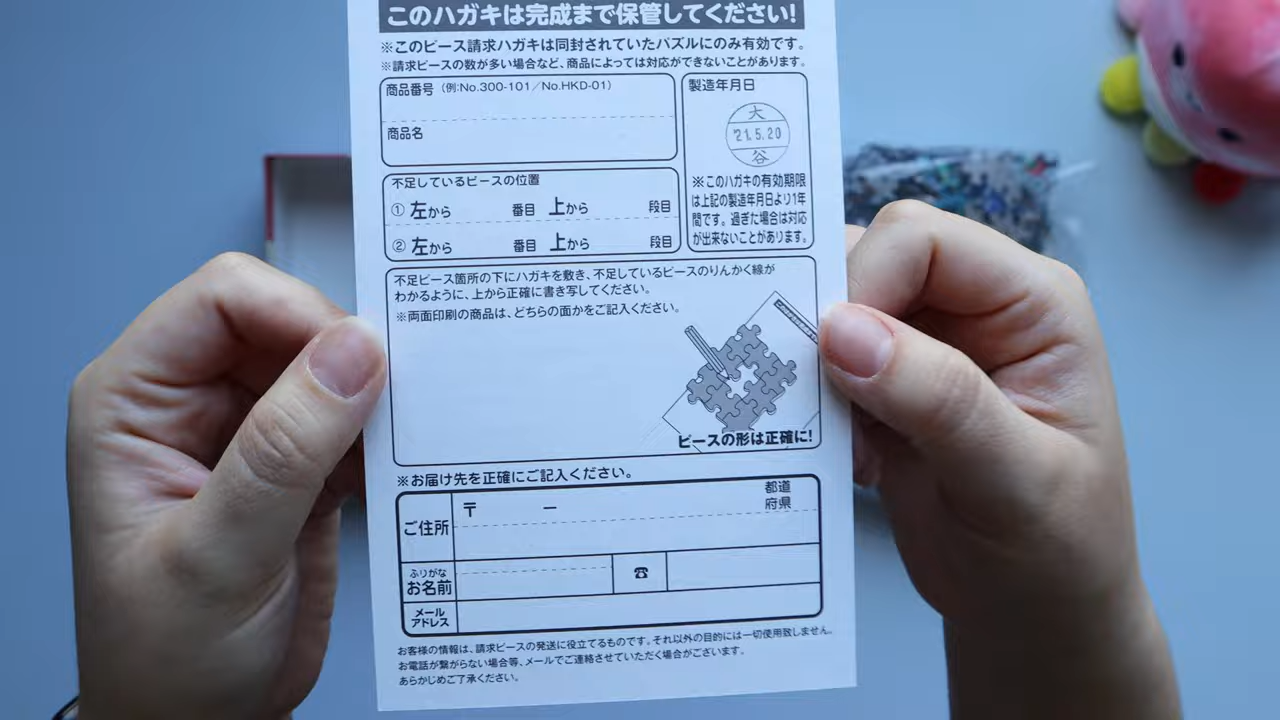 このハガキは完成まで保管してください!
※このピース請求ハガキは同封されていたパズルにのみ有効です。
※請求ピースの数が多い場合など、商品によっては対応ができないことがあります。
商品番号(例:No.300-101/No.HKD-01)
商品名
製造年月日
大
'21.5.20
谷
※このハガキの有効期限
は上記の製造年月日より1年
間です。過ぎた場合は対応
が出来ないことがあります。
不足しているピースの位置
① 左から 番目 上から 段目
② 左から 番目 上から 段目
不足ピース箇所の下にハガキを敷き、不足しているピースのりんかく線が
わかるように、上から正確に書き写してください。
※両面印刷の商品は、どちらの面かをご記入ください。
ピースの形は正確に!
※お届け先を正確にご記入ください。
ご住所
〒 ー
都道
府県
ふりがな
お名前
☎
メール
アドレス
お客様の情報は、請求ピースの発送に役立てるものです。それ以外の目的には一切使用致しません。
お電話が繋がらない場合等、メールでご連絡させていただく場合がございます。
あらかじめご了承ください。